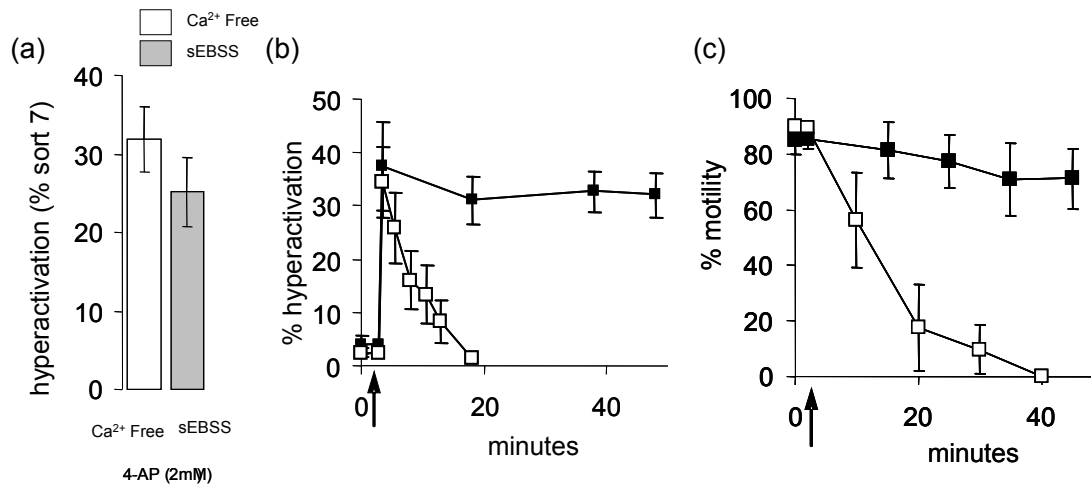 Ca²⁺ Free
sEBSS
(a)
hyperactivation (% sort 7)
40
30
20
10
0
Ca²⁺ Free
sEBSS
4-AP (2mM)
(b)
% hyperactivation
50
40
30
20
10
0
0
20
40
minutes
(c)
% motility
100
80
60
40
20
0
0
20
40
minutes